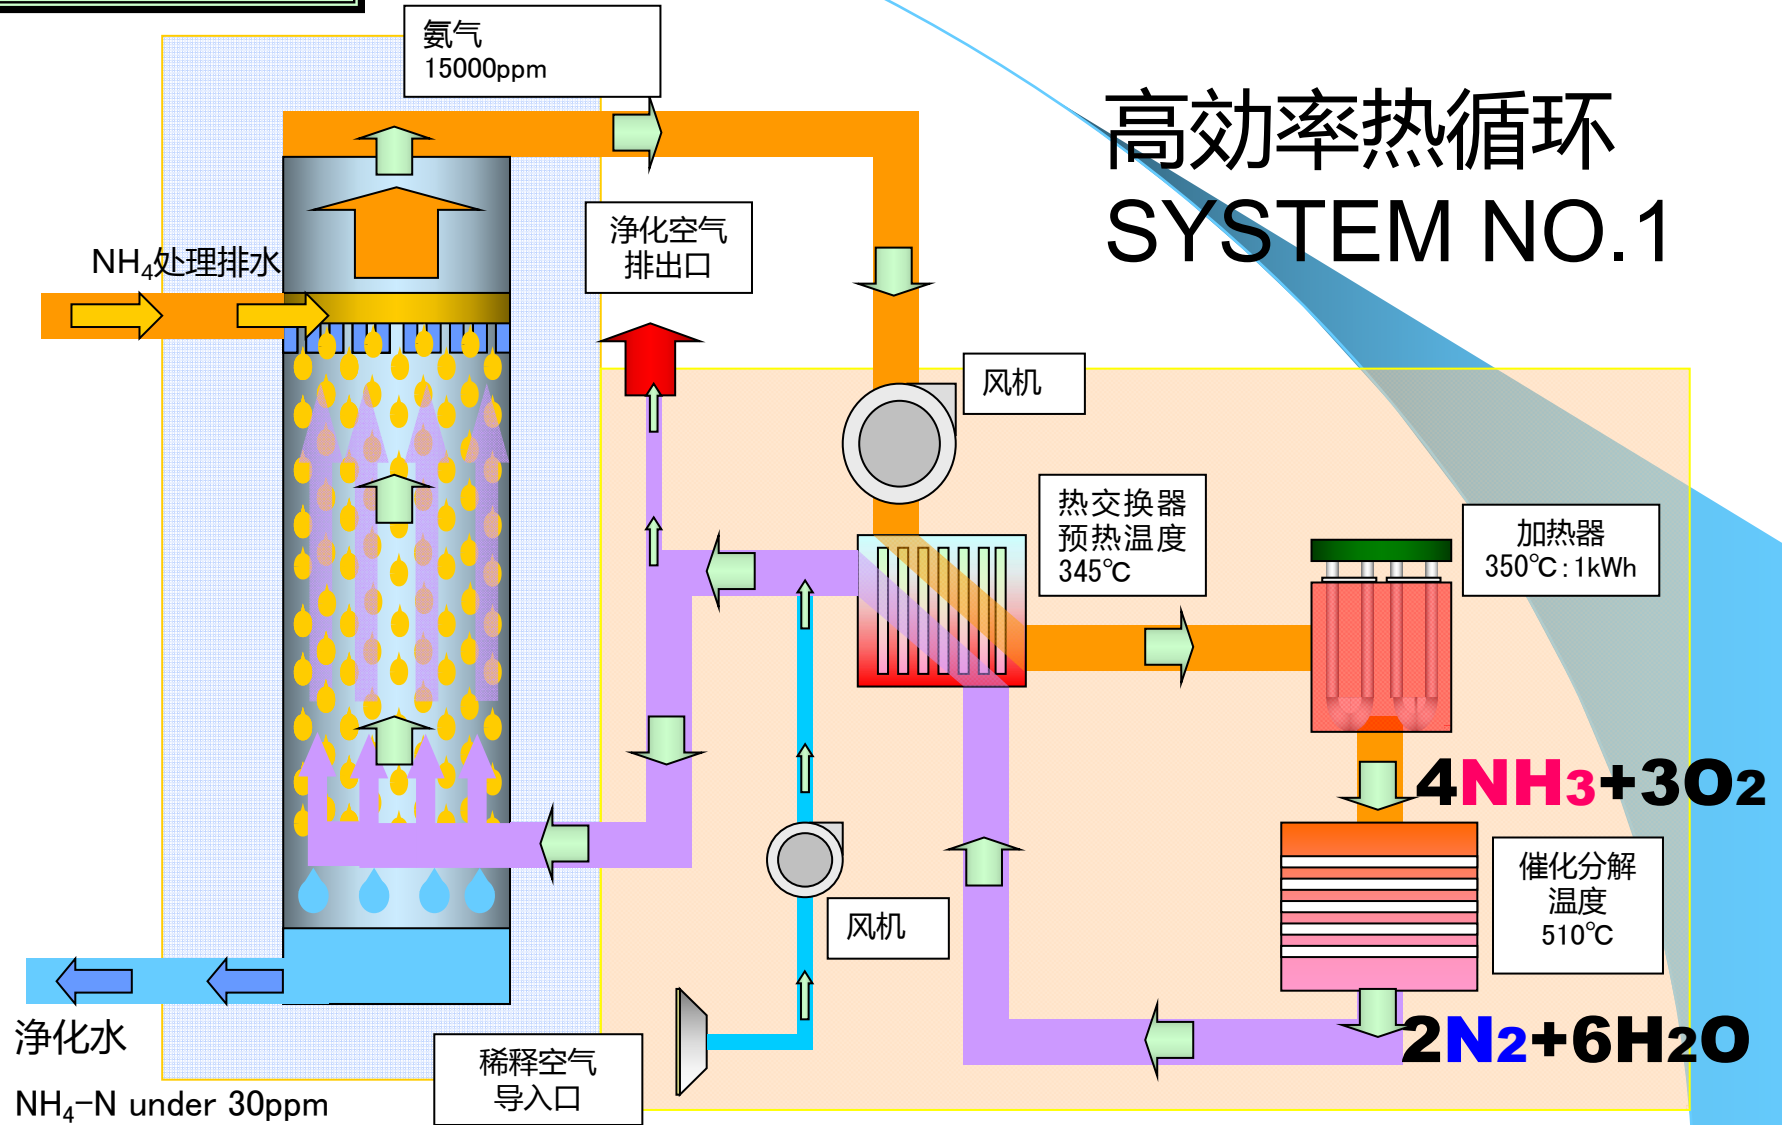 氨气
15000ppm
高効率热循环
SYSTEM NO.1
浄化空气
排出口
NH4处理排水
风机
热交换器
预热温度
345℃
加热器
350℃:1kWh
4NH3+3O2
催化分解
温度
510℃
风机
2N2+6H2O
浄化水
稀释空气
导入口
NH4-N under 30ppm